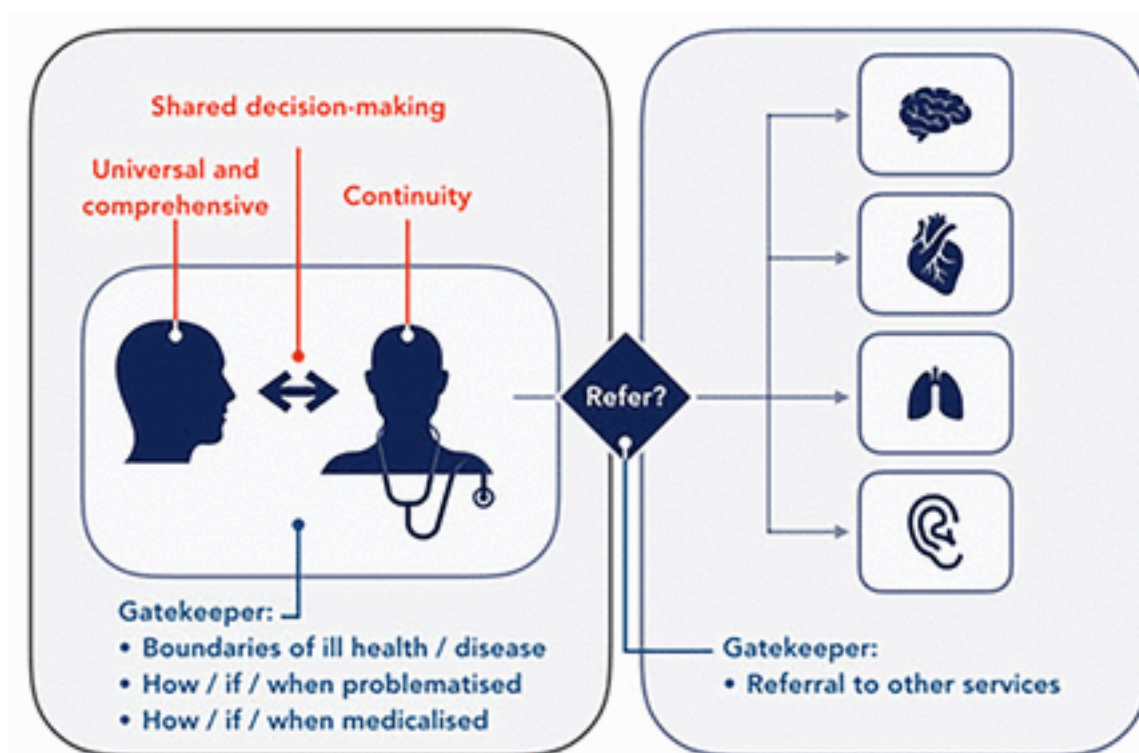 Shared decision-making
Universal and
comprehensive
Continuity
Refer?
Gatekeeper:
• Boundaries of ill health / disease
• How / if / when problematised
• How / if / when medicalised
Gatekeeper:
• Referral to other services